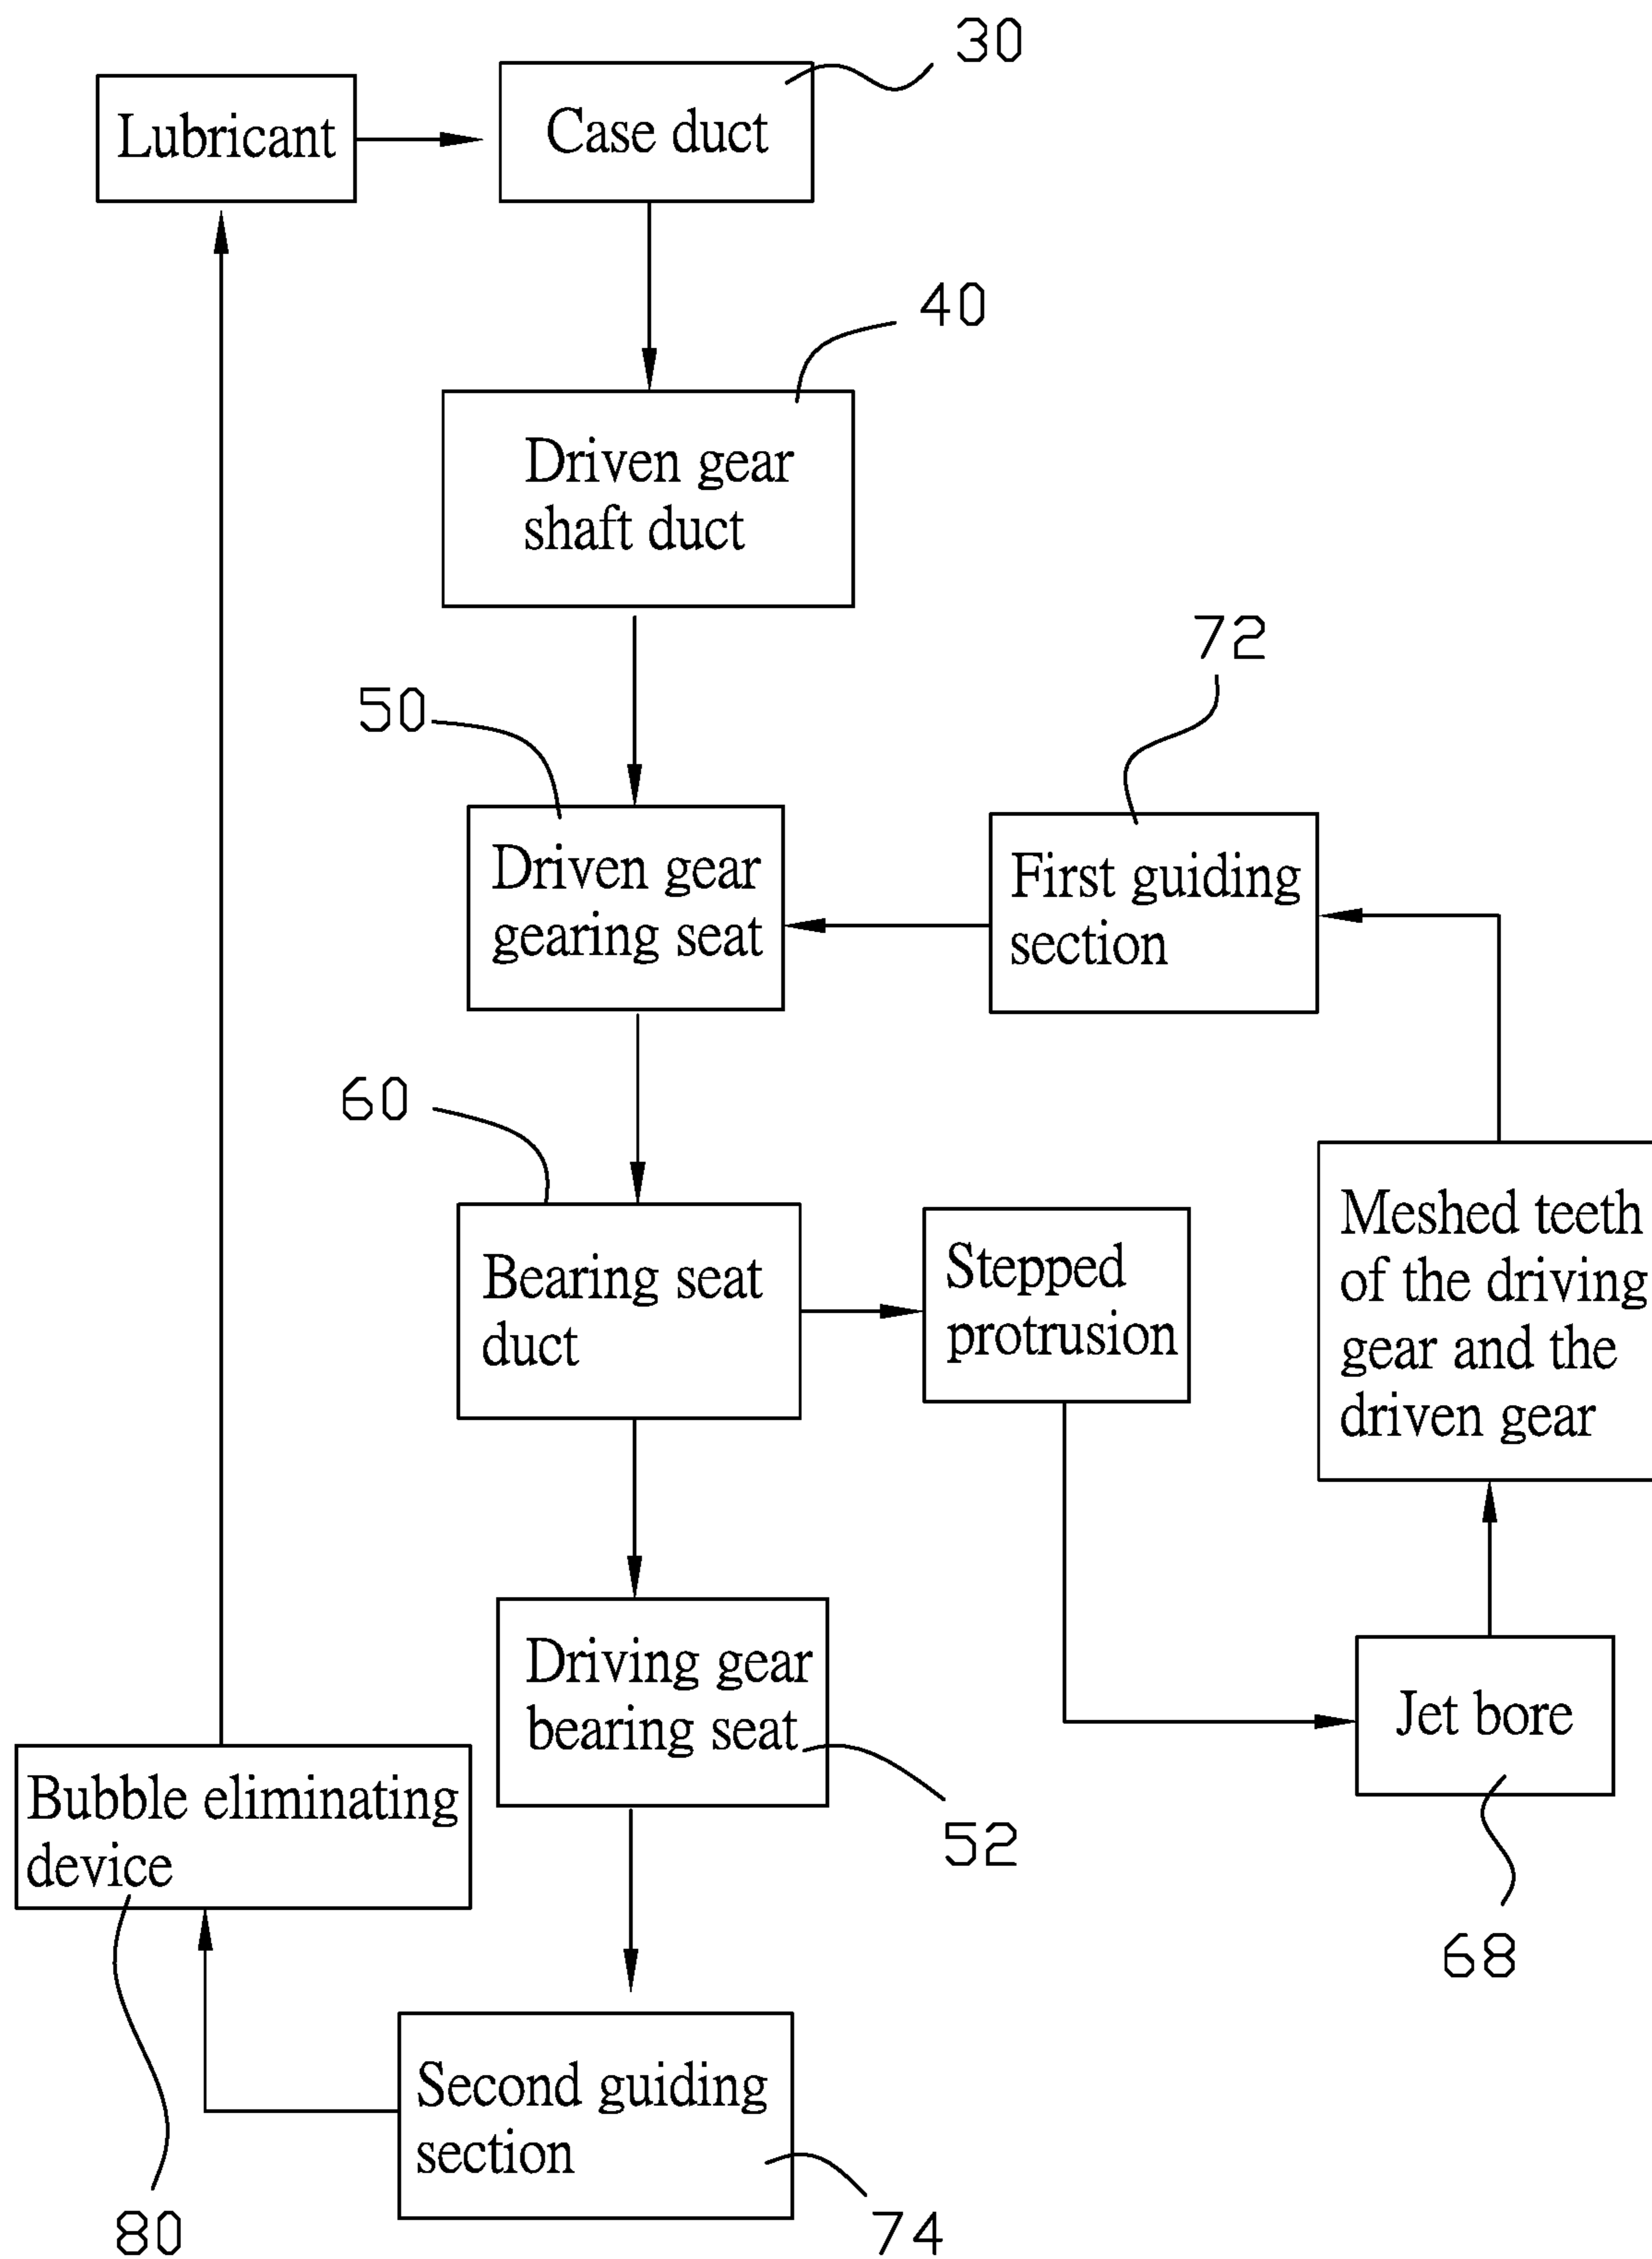 30
Lubricant
Case duct
40
Driven gear
shaft duct
72
50
Driven gear
gearing seat
First guiding
section
60
Bearing seat
duct
Stepped
protrusion
Meshed teeth
of the driving
gear and the
driven gear
Driving gear
bearing seat
Jet bore
Bubble eliminating
device
52
68
Second guiding
section
80
74